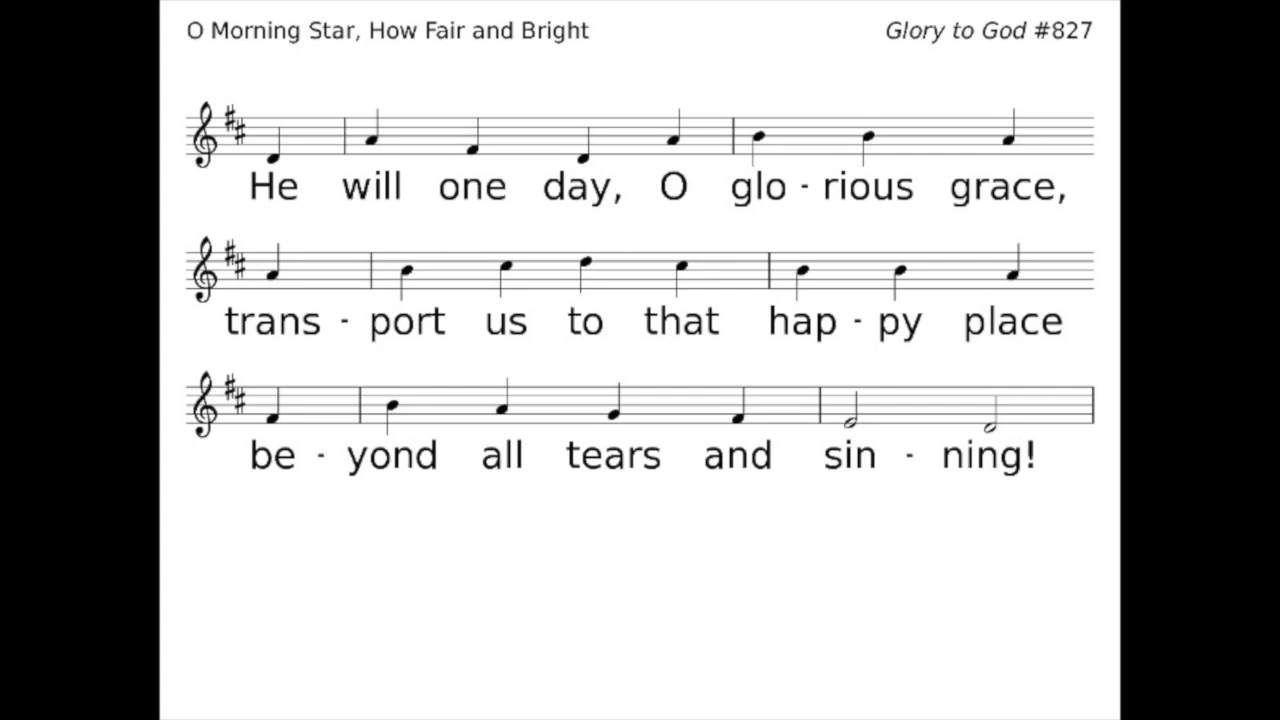 O Morning Star, How Fair and Bright
Glory to God #827
He will one day, O glo - rious grace,
trans - port us to that hap - py place
be - yond all tears and sin - ning!